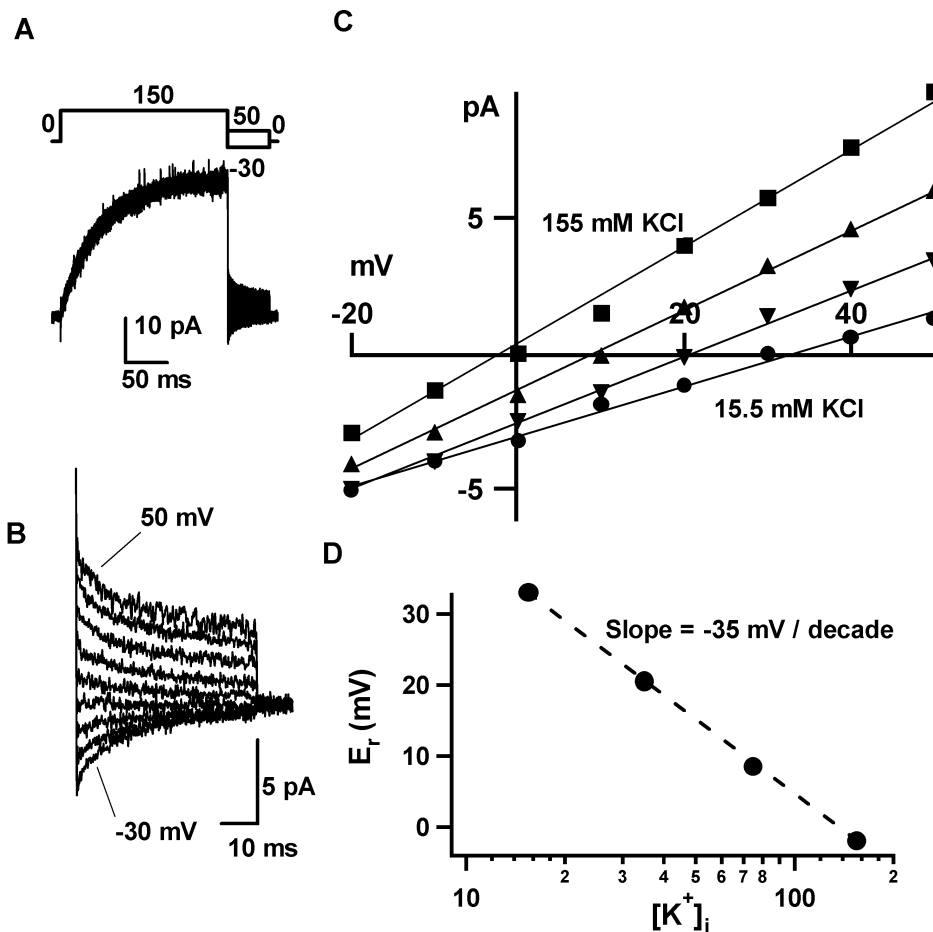 A
150
0
50
0
-30
10 pA
50 ms
B
50 mV
-30 mV
5 pA
10 ms
C
pA
5
155 mM KCl
mV
-20
20
40
15.5 mM KCl
-5
D
30
20
10
0
Er (mV)
Slope = -35 mV / decade
10
2
3
4
5
6
7
8
100
2
[K+]i